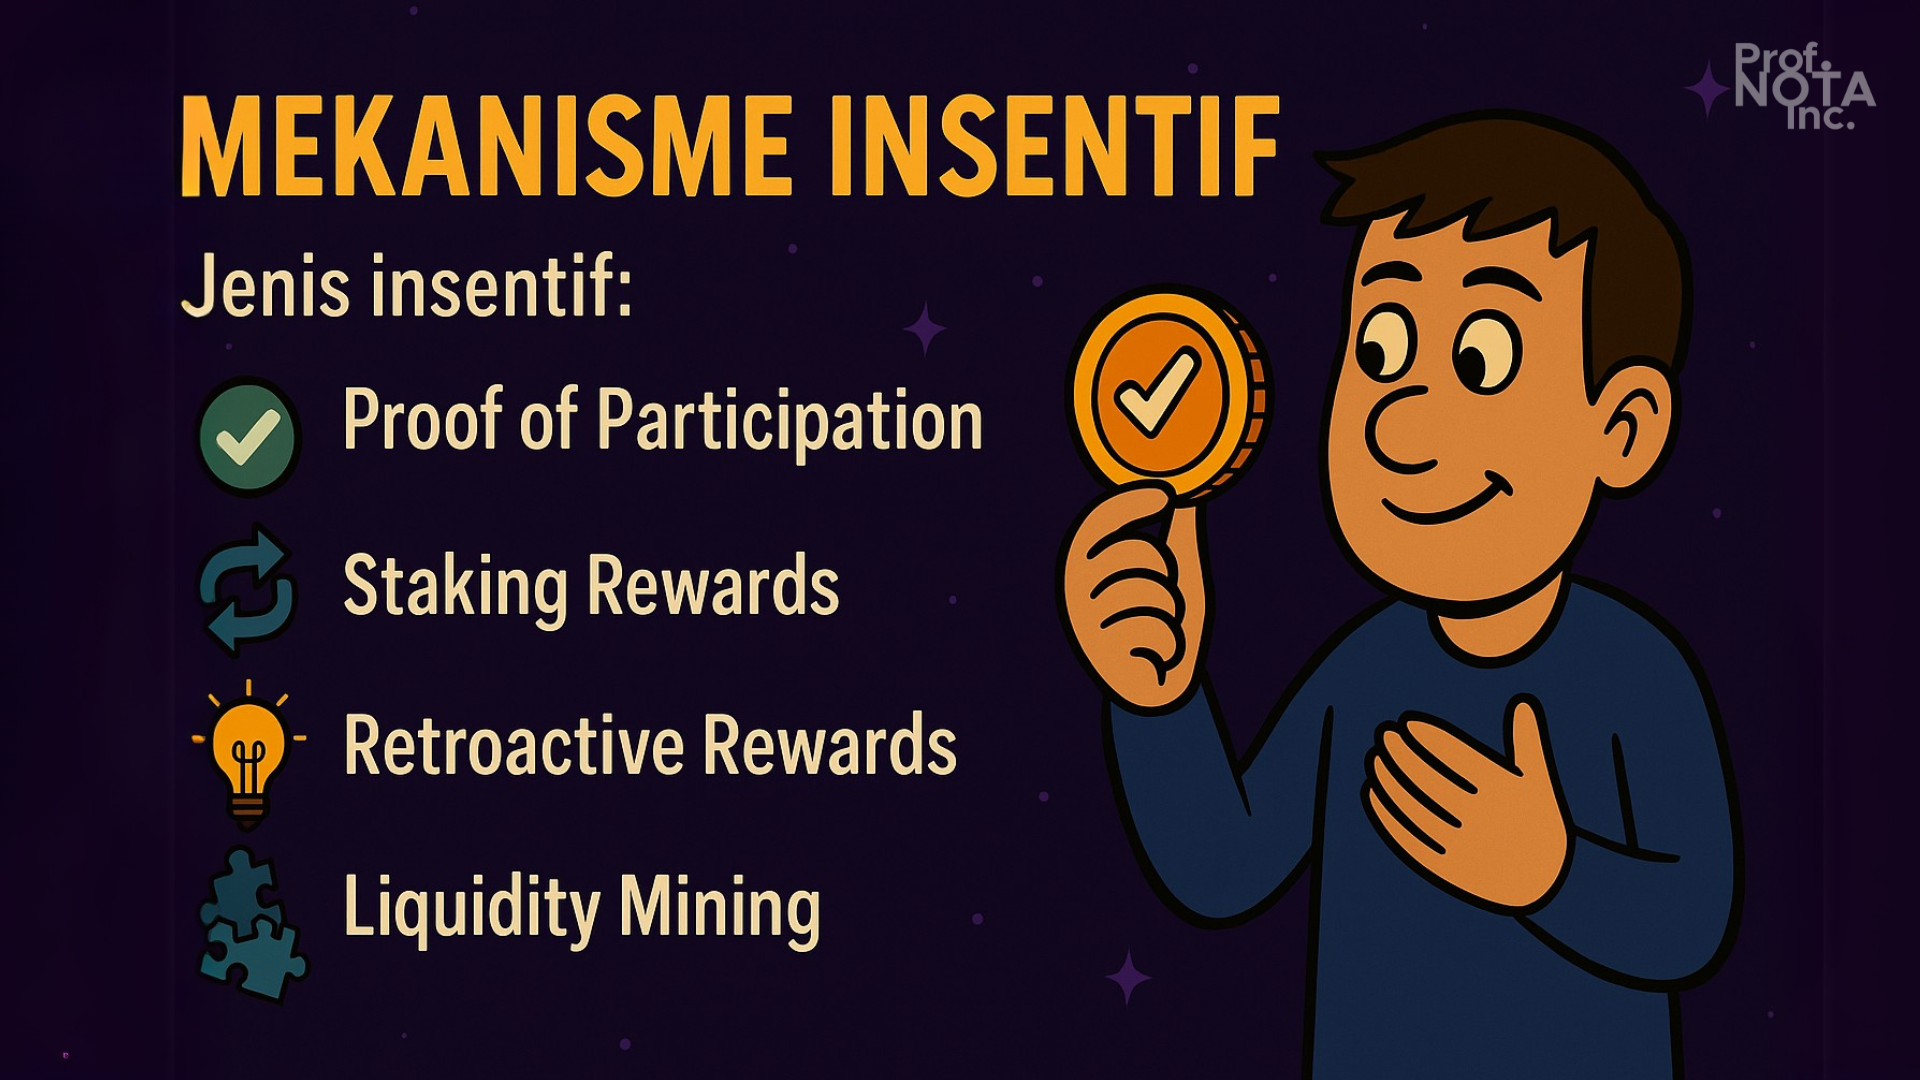 Prof.
NOTA
Inc.
MEKANISME INSENTIF
Jenis insentif:
Proof of Participation
Staking Rewards
Retroactive Rewards
Liquidity Mining